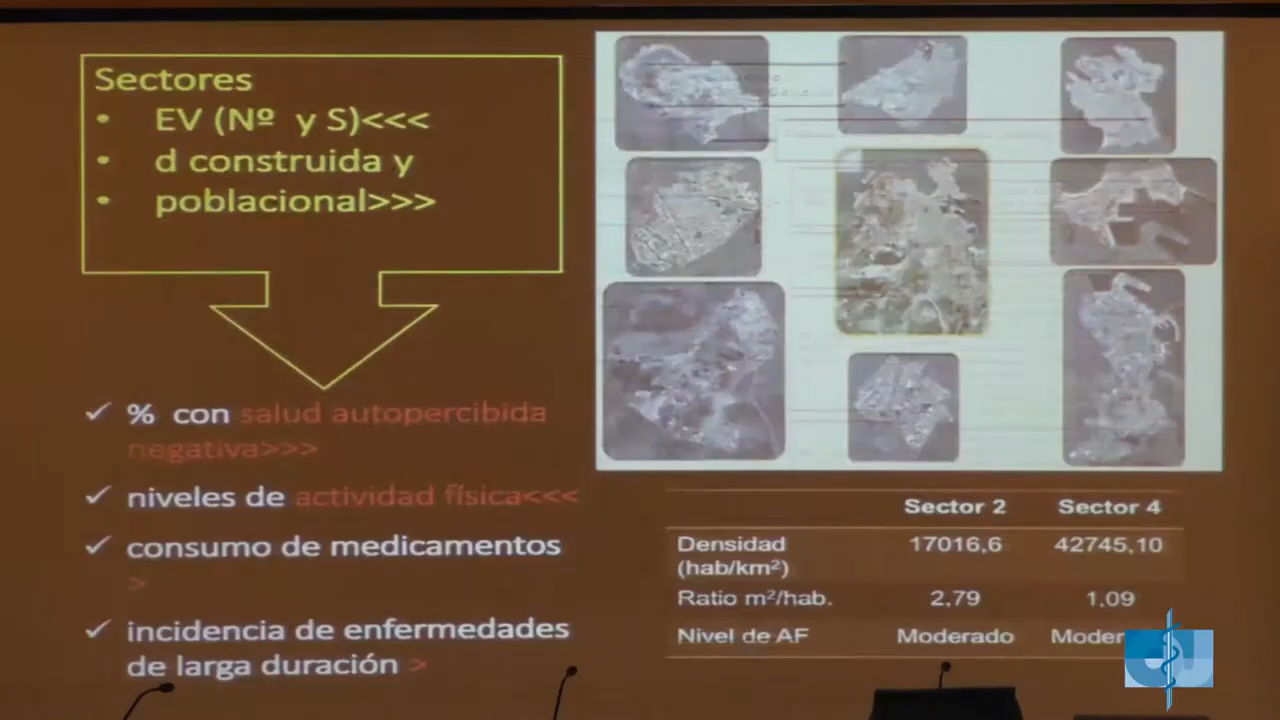 Sectores
• EV (Nº y S)<<<
• d construida y
• poblacional>>>
✓ % con salud autopercibida
negativa>>>
✓ niveles de actividad física<<<
✓ consumo de medicamentos
>
✓ incidencia de enfermedades
de larga duración >
Sector 2 Sector 4
Densidad 17016,6 42745,10
(hab/km²)
Ratio m²/hab. 2,79 1,09
Nivel de AF Moderado Moder